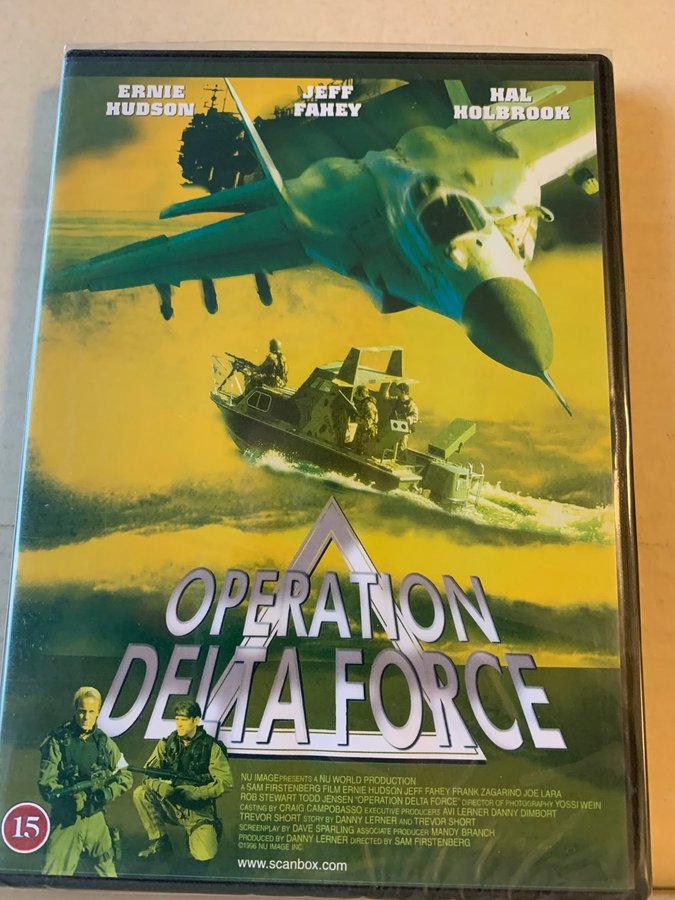 ERNIE HUDSON
JEFF FAHEY
HAL HOLBROOK
OPERATION
DELTA FORCE
NU IMAGE PRESENTS A NU WORLD PRODUCTION
A SAM FIRSTENBERG FILM ERNIE HUDSON JEFF FAHEY FRANK ZAGARINO JOE LARA
ROB STEWART TODD JENSEN "OPERATION DELTA FORCE" DIRECTOR OF PHOTOGRAPHY YOSSI WEIN
CASTING BY CRAIG CAMPOBASSO EXECUTIVE PRODUCERS AVI LERNER DANNY DIMBORT
TREVOR SHORT STORY BY DANNY LERNER AND TREVOR SHORT
SCREENPLAY BY DAVE SPARLING ASSOCIATE PRODUCER MANDY BRANCH
PRODUCED BY DANNY LERNER DIRECTED BY SAM FIRSTENBERG
©1996 NU IMAGE INC.
15
www.scanbox.com